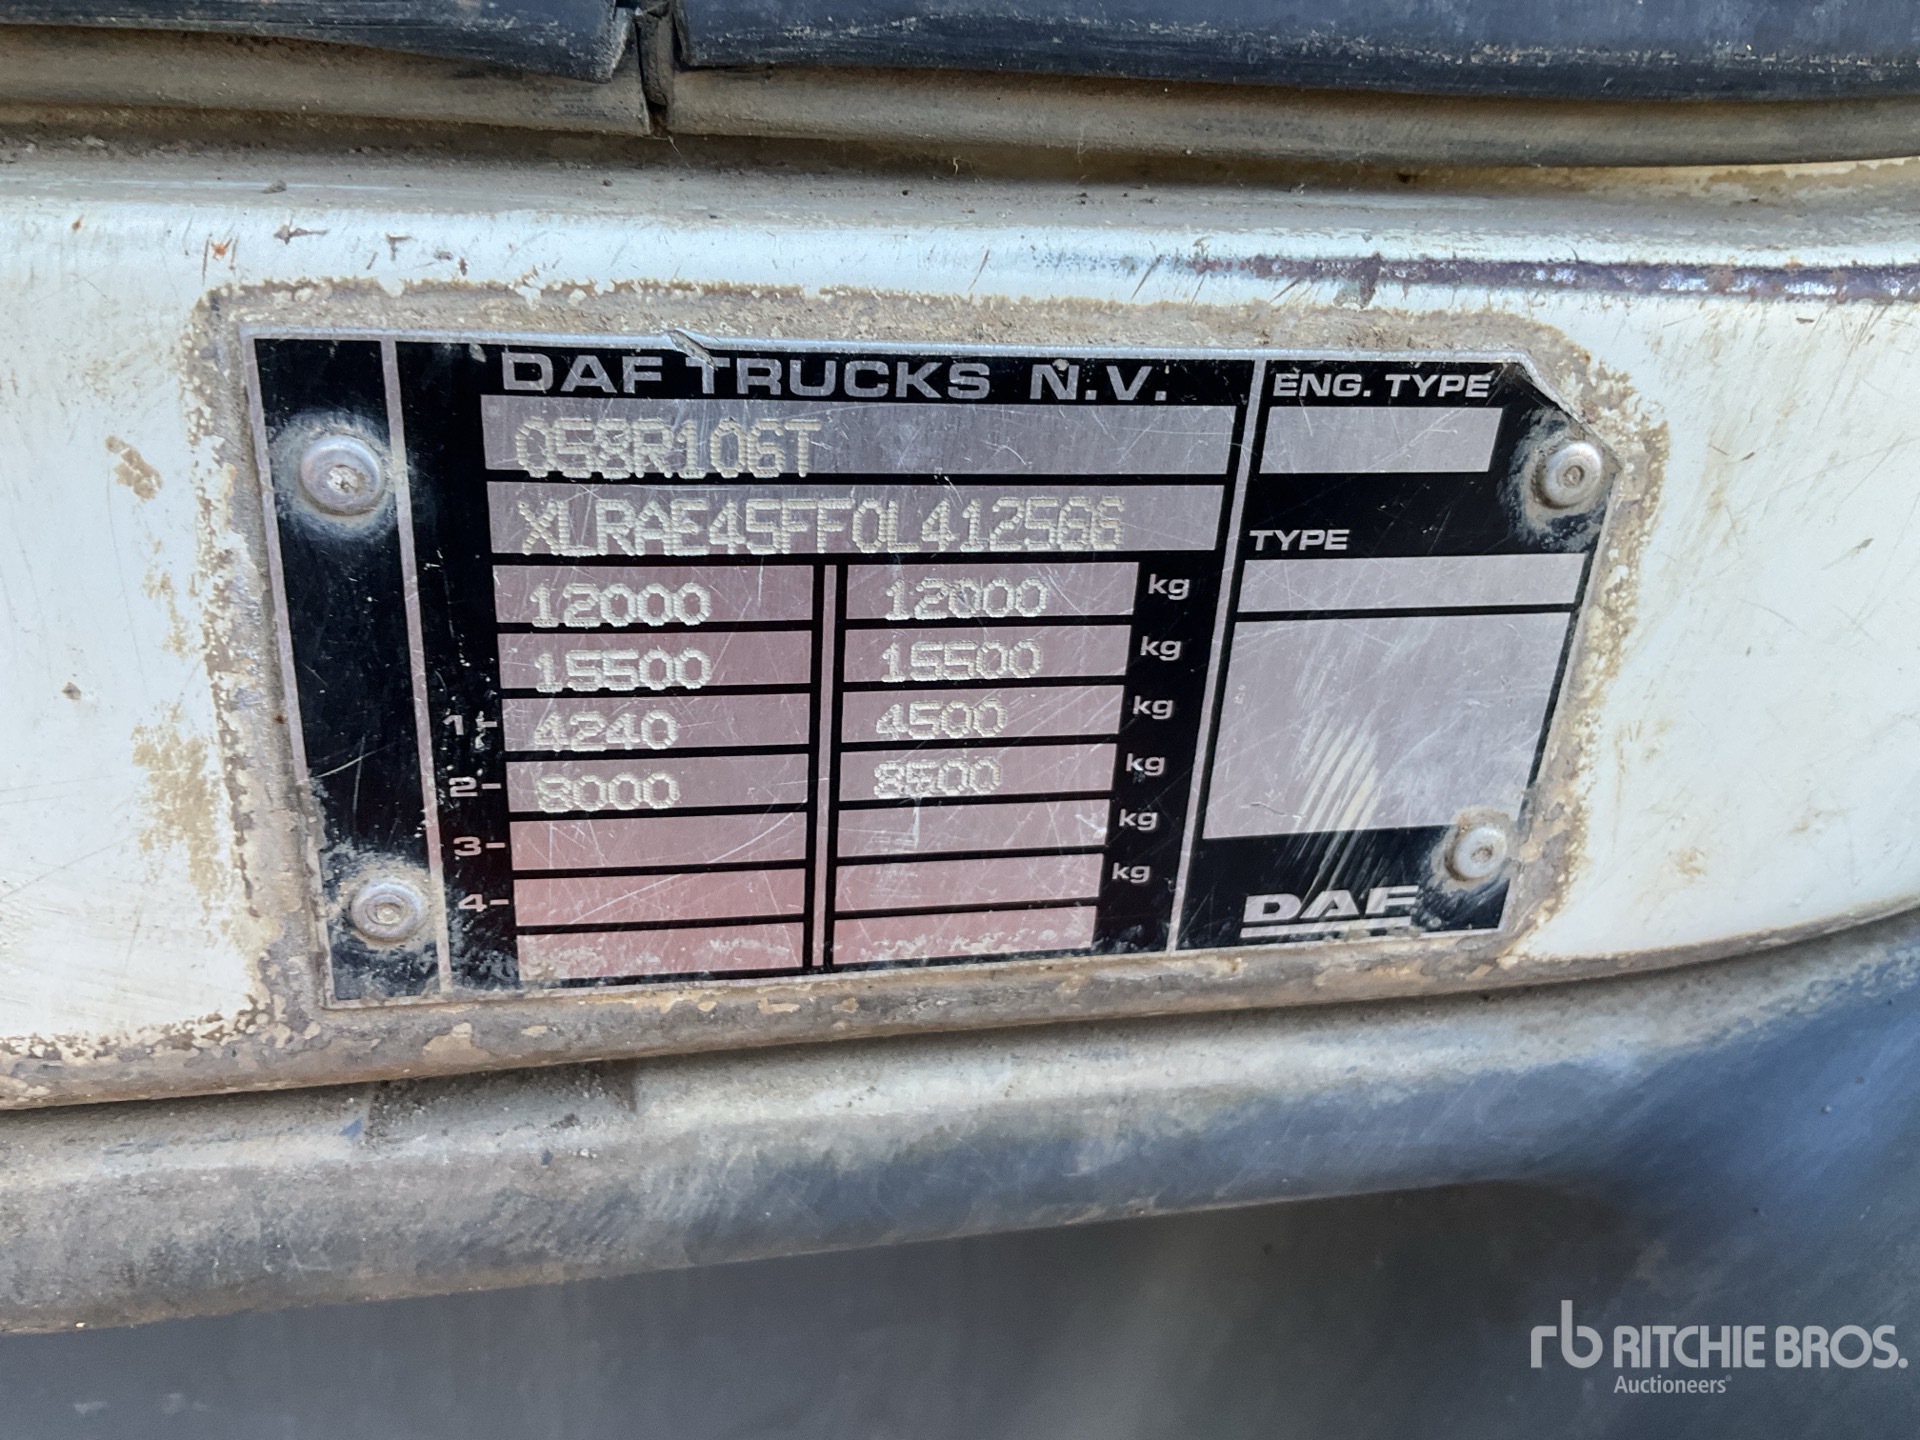 DAF TRUCKS N.V.
ENG. TYPE
058R106T
XLRAE45FF0L412566
TYPE
12000 12000 kg
15500 15500 kg
1- 4240 4500 kg
2- 8000 8500 kg
3- kg
4- kg
DAF
rb RITCHIE BROS.
Auctioneers